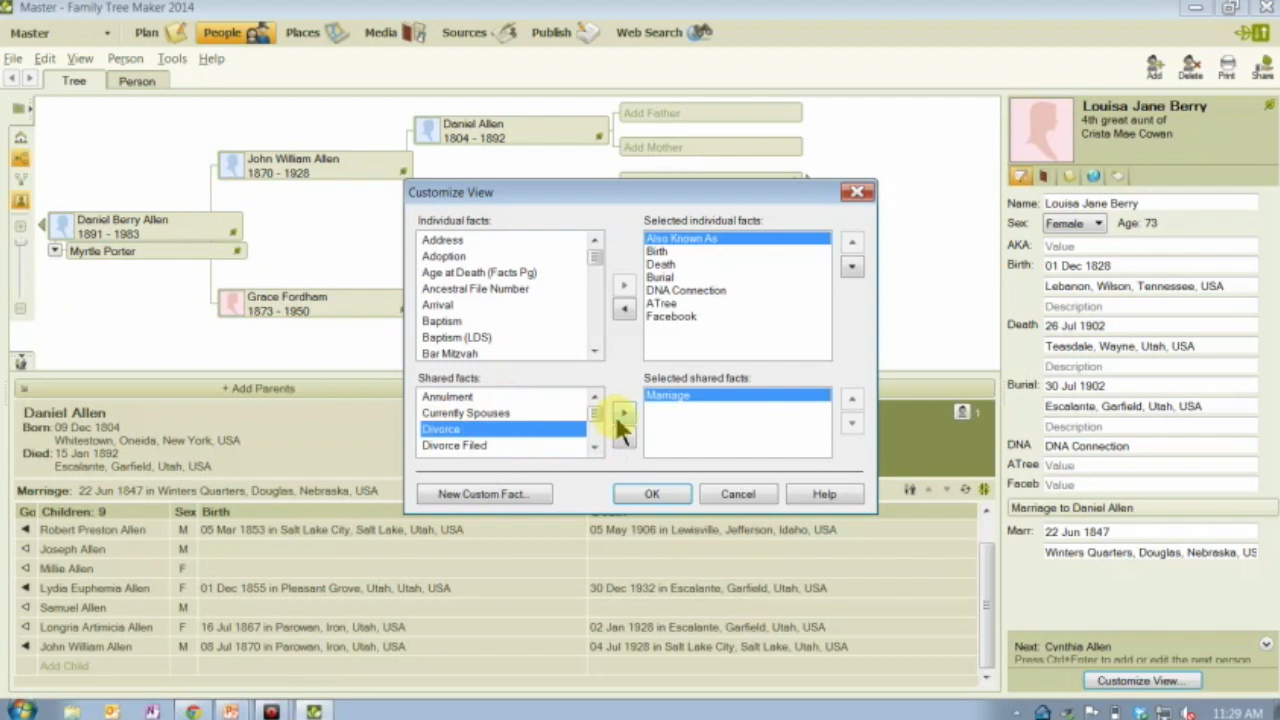 Master - Family Tree Maker 2014
Master Plan People Places Media Sources Publish Web Search
File Edit View Person Tools Help
Add Delete Print Share
Tree Person
Daniel Berry Allen
1891 - 1983
Myrtle Porter
John William Allen
1870 - 1928
Grace Fordham
1873 - 1950
Daniel Allen
1804 - 1892
Add Father
Add Mother
Customize View
Individual facts:
Address
Adoption
Age at Death (Facts Pg)
Ancestral File Number
Arrival
Baptism
Baptism (LDS)
Bar Mitzvah
Selected individual facts:
Also Known As
Birth
Death
Burial
DNA Connection
ATree
Facebook
Shared facts:
Annulment
Currently Spouses
Divorce
Divorce Filed
Selected shared facts:
Marriage
New Custom Fact...
OK
Cancel
Help
+ Add Parents
Daniel Allen
Born: 09 Dec 1804
Whitestown, Oneida, New York, USA
Died: 15 Jan 1892
Escalante, Garfield, Utah, USA
1
Marriage: 22 Jun 1847 in Winters Quarters, Douglas, Nebraska, USA
Go Children: 9 Sex Birth
Robert Preston Allen M 05 Mar 1853 in Salt Lake City, Salt Lake, Utah, USA 05 May 1906 in Lewisville, Jefferson, Idaho, USA
Joseph Allen M
Millie Allen F
Lydia Euphemia Allen F 01 Dec 1855 in Pleasant Grove, Utah, Utah, USA 30 Dec 1932 in Escalante, Garfield, Utah, USA
Samuel Allen M
Longria Artimicia Allen F 16 Jul 1867 in Parowan, Iron, Utah, USA 02 Jan 1928 in Escalante, Garfield, Utah, USA
John William Allen M 08 Jul 1870 in Parowan, Iron, Utah, USA 04 Jul 1928 in Salt Lake City, Salt Lake, Utah, USA
Add Child
Louisa Jane Berry
4th great aunt of
Crista Mae Cowan
Name: Louisa Jane Berry
Sex: Female Age: 73
AKA: Value
Birth: 01 Dec 1828
Lebanon, Wilson, Tennessee, USA
Description
Death 26 Jul 1902
Teasdale, Wayne, Utah, USA
Description
Burial: 30 Jul 1902
Escalante, Garfield, Utah, USA
Description
DNA DNA Connection
ATree Value
Faceb Value
Marriage to Daniel Allen
Marr: 22 Jun 1847
Winters Quarters, Douglas, Nebraska, US
Next: Cynthia Allen
Press Ctrl+Enter to add or edit the next person
Customize View...
11:29 AM